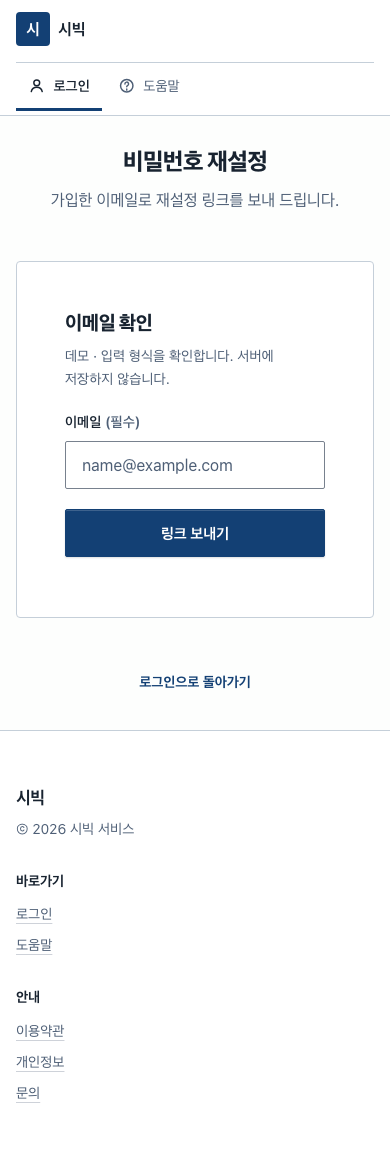 시 시빅
로그인 도움말
비밀번호 재설정
가입한 이메일로 재설정 링크를 보내 드립니다.
이메일 확인
데모 · 입력 형식을 확인합니다. 서버에
저장하지 않습니다.
이메일 (필수)
name@example.com
링크 보내기
로그인으로 돌아가기
시빅
© 2026 시빅 서비스
바로가기
로그인
도움말
안내
이용약관
개인정보
문의